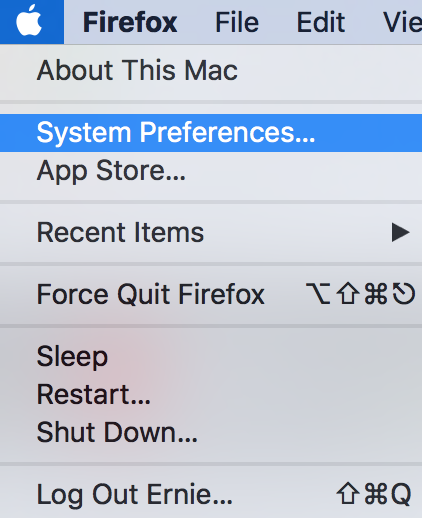 Firefox File Edit Vie
About This Mac
System Preferences...
App Store...
Recent Items
Force Quit Firefox ⌥⇧⌘⎋
Sleep
Restart...
Shut Down...
Log Out Ernie... ⇧⌘Q